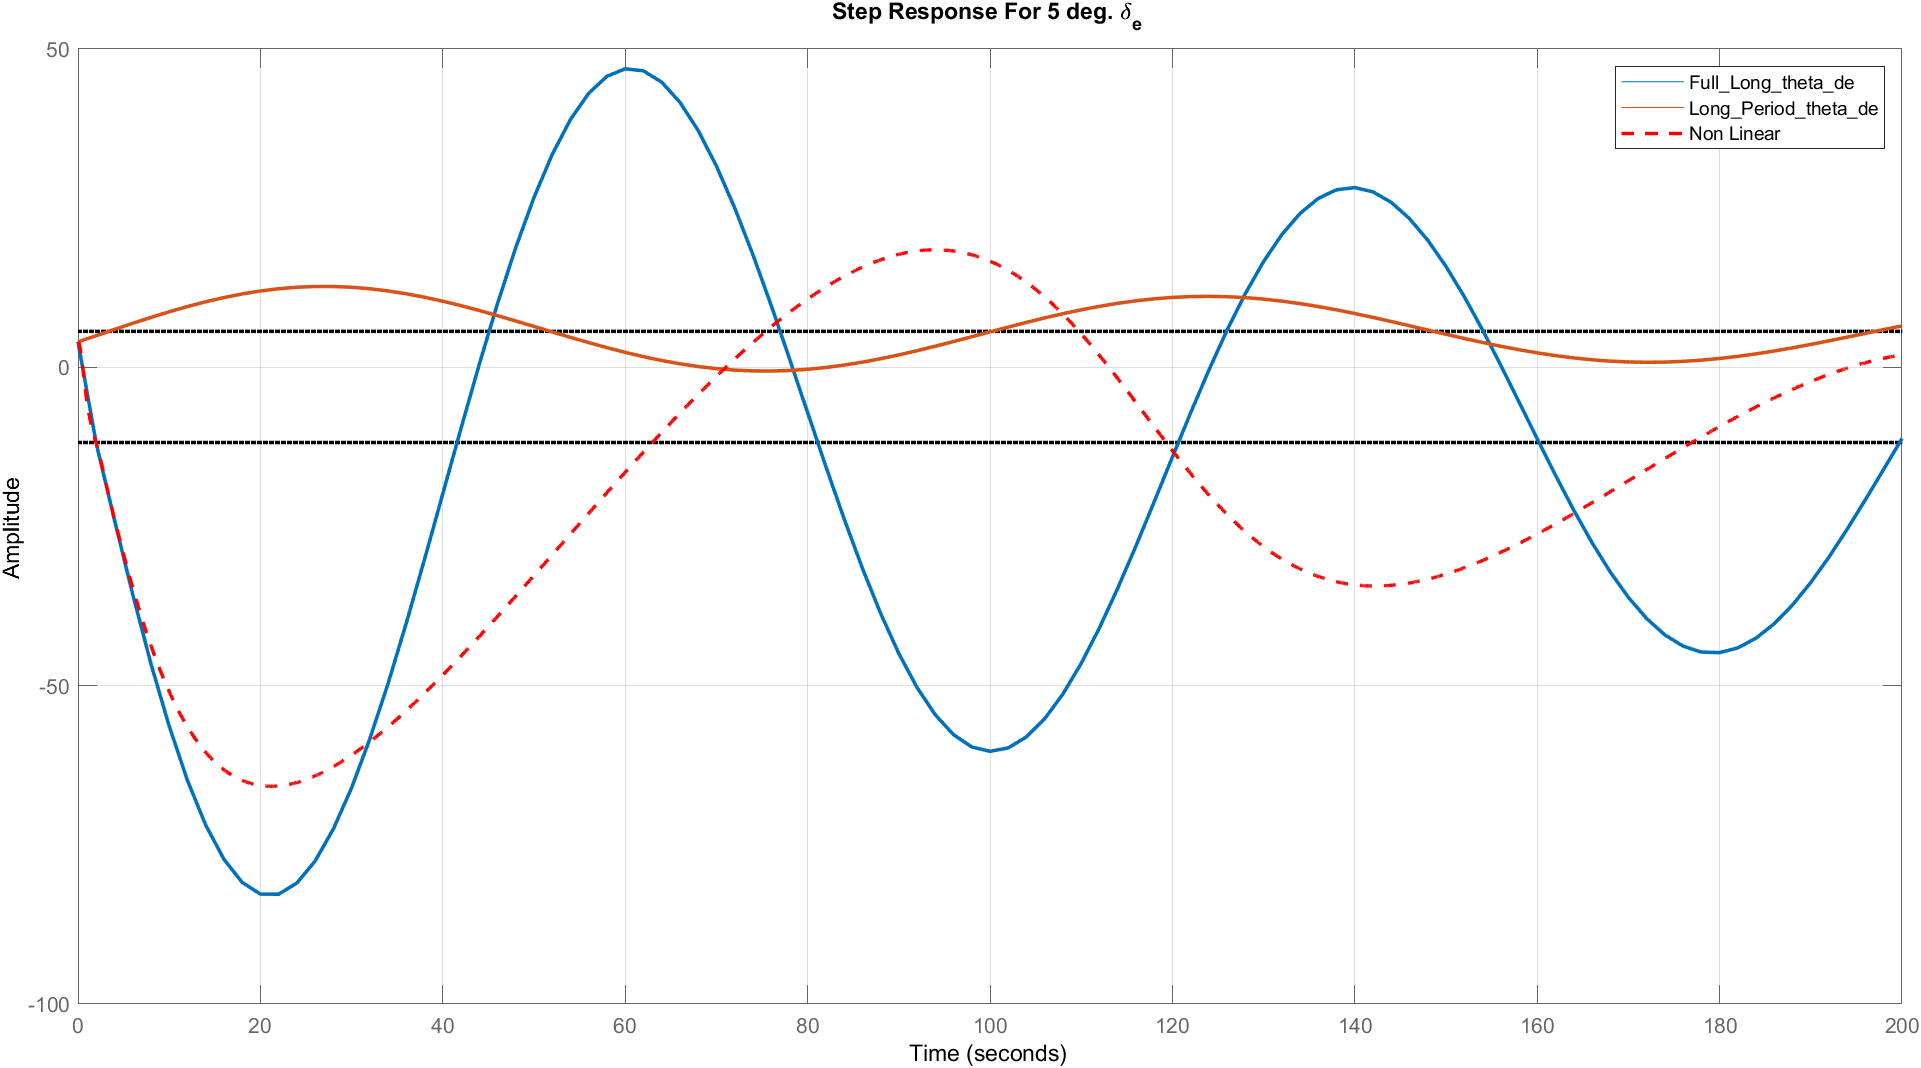 Step Response For 5 deg. δe
50
0
-50
-100
Amplitude
Full_Long_theta_de
Long_Period_theta_de
Non Linear
0 20 40 60 80 100 120 140 160 180 200
Time (seconds)